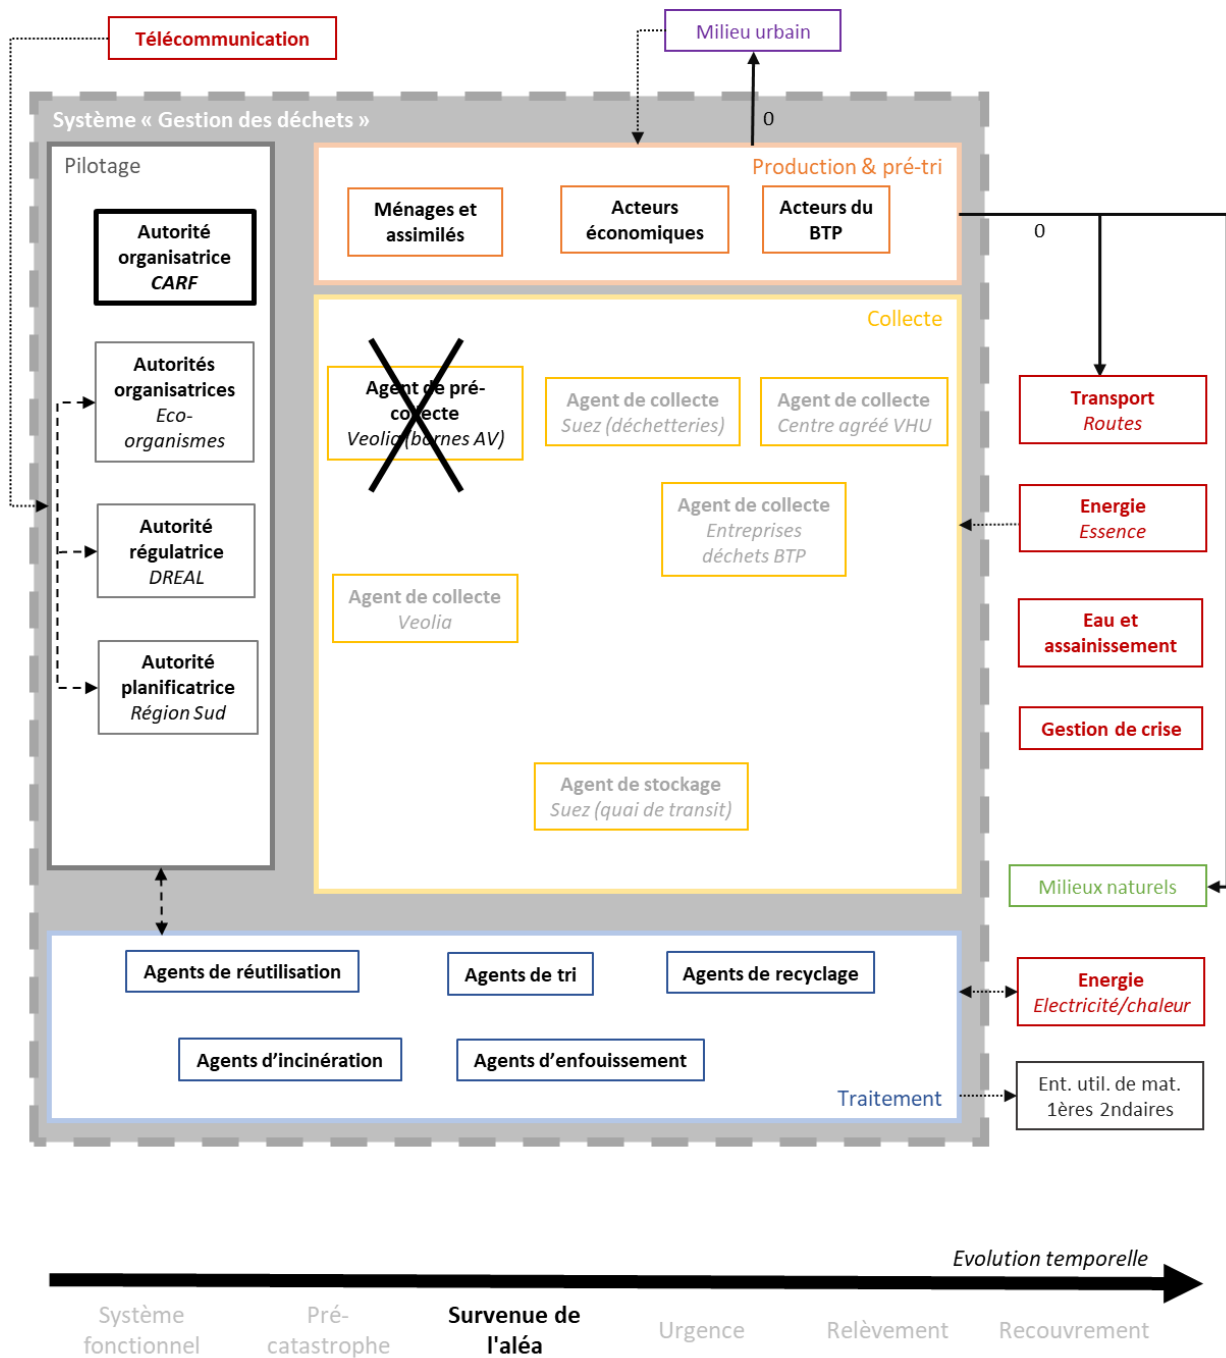 Télécommunication
Milieu urbain
0
Système « Gestion des déchets »
Pilotage
Autorité
organisatrice
CARF
Autorités
organisatrices
Eco-
organismes
Autorité
régulatrice
DREAL
Autorité
planificatrice
Région Sud
Production & pré-tri
Ménages et
assimilés
Acteurs
économiques
Acteurs du
BTP
0
Collecte
Agent de pré-
collecte
Veolia (bornes AV)
Agent de collecte
Suez (déchetteries)
Agent de collecte
Centre agréé VHU
Agent de collecte
Entreprises
déchets BTP
Agent de collecte
Veolia
Agent de stockage
Suez (quai de transit)
Transport
Routes
Energie
Essence
Eau et
assainissement
Gestion de crise
Milieux naturels
Agents de réutilisation
Agents de tri
Agents de recyclage
Agents d’incinération
Agents d’enfouissement
Traitement
Energie
Electricité/chaleur
Ent. util. de mat.
1ères 2ndaires
Evolution temporelle
Système
fonctionnel
Pré-
catastrophe
Survenue de
l'aléa
Urgence
Relèvement
Recouvrement